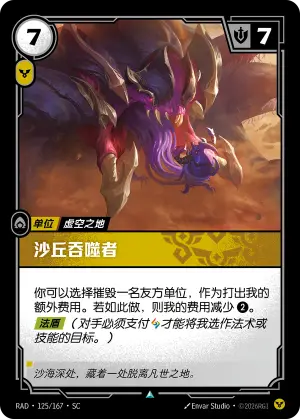 7
7
单位 虚空之地
沙丘吞噬者
你可以选择摧毁一名友方单位，作为打出我的
额外费用。若如此做，则我的费用减少 2。
法盾 （对手必须支付才能将我选作法术或
技能的目标。）
沙海深处，藏着一处脱离凡世之地。
RAD • 125/167 • SC
Envar Studio ©2026RGI